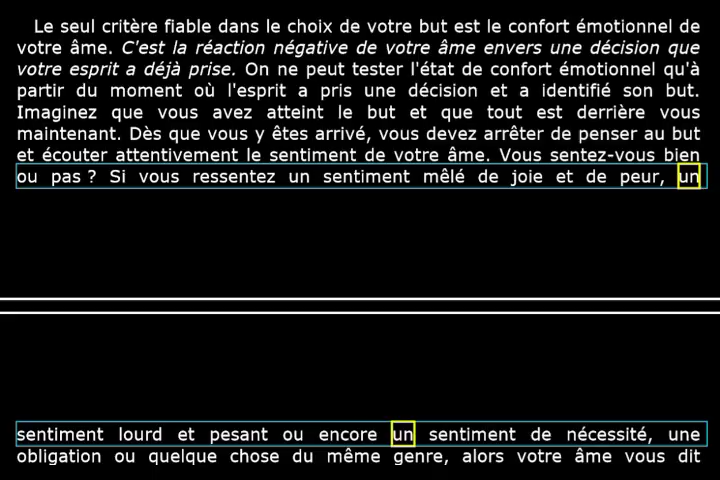 Le seul critère fiable dans le choix de votre but est le confort émotionnel de
votre âme. C'est la réaction négative de votre âme envers une décision que
votre esprit a déjà prise. On ne peut tester l'état de confort émotionnel qu'à
partir du moment où l'esprit a pris une décision et a identifié son but.
Imaginez que vous avez atteint le but et que tout est derrière vous
maintenant. Dès que vous y êtes arrivé, vous devez arrêter de penser au but
et écouter attentivement le sentiment de votre âme. Vous sentez-vous bien
ou pas ? Si vous ressentez un sentiment mêlé de joie et de peur, un
sentiment lourd et pesant ou encore un sentiment de nécessité, une
obligation ou quelque chose du même genre, alors votre âme vous dit